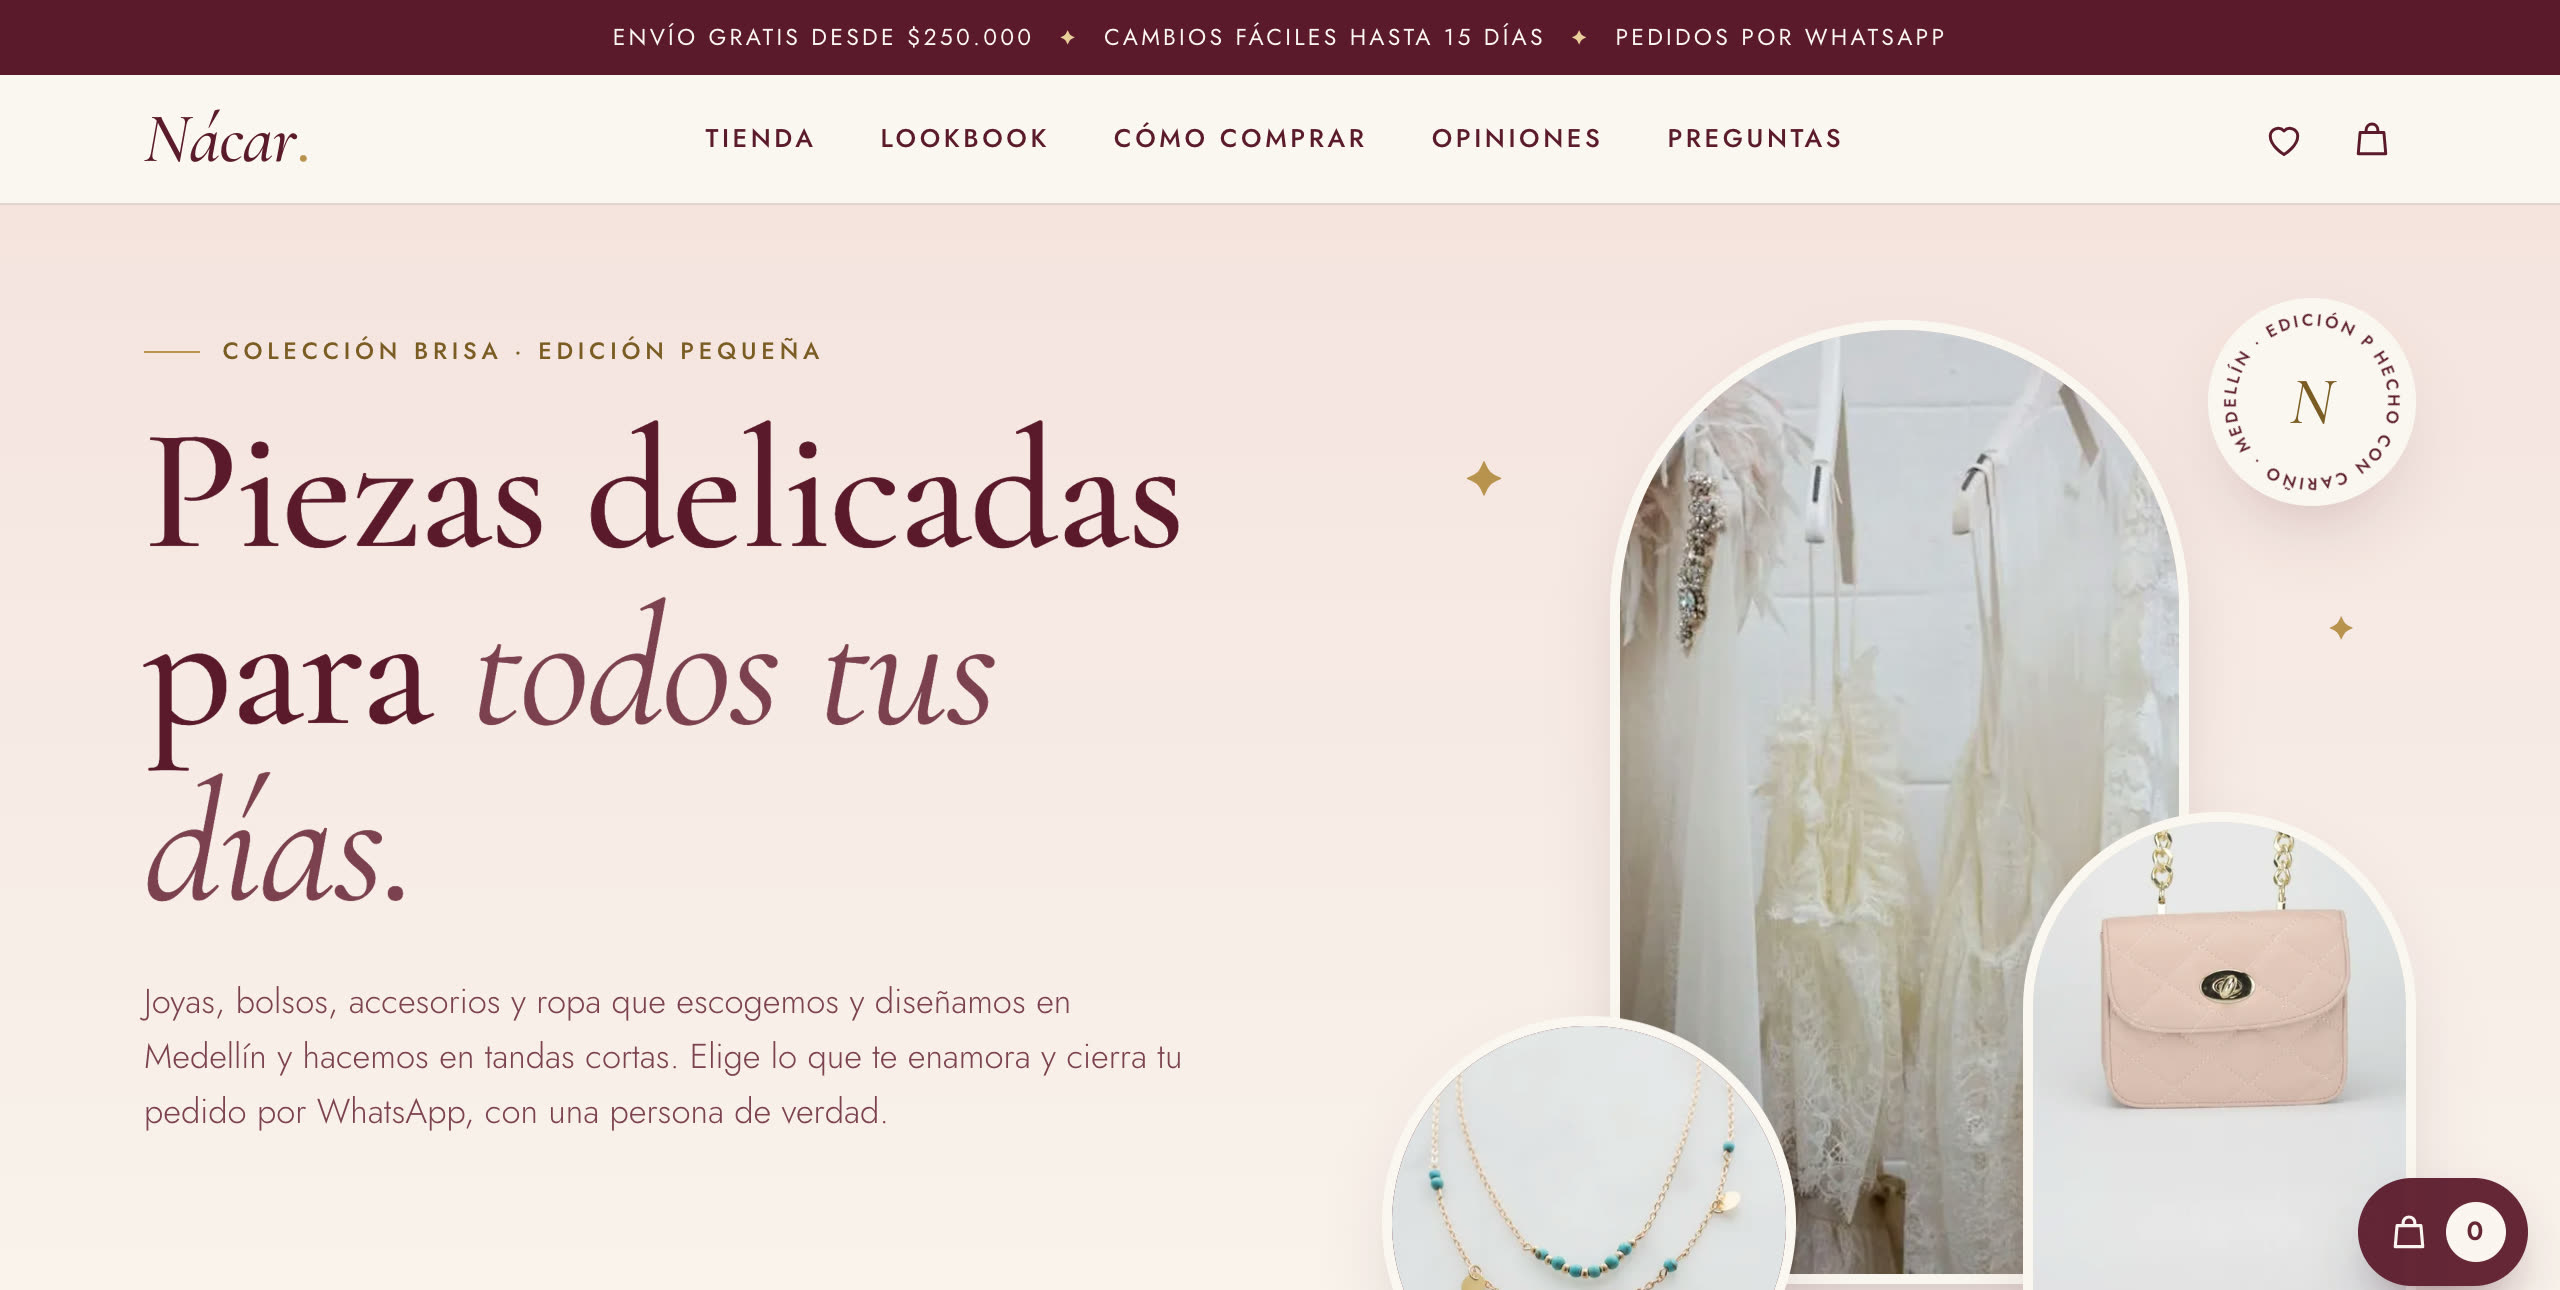 ENVÍO GRATIS DESDE $250.000 ✦ CAMBIOS FÁCILES HASTA 15 DÍAS ✦ PEDIDOS POR WHATSAPP
Nácar.
TIENDA
LOOKBOOK
CÓMO COMPRAR
OPINIONES
PREGUNTAS
COLECCIÓN BRISA · EDICIÓN PEQUEÑA
Piezas delicadas
para todos tus
días.
Joyas, bolsos, accesorios y ropa que escogemos y diseñamos en
Medellín y hacemos en tandas cortas. Elige lo que te enamora y cierra tu
pedido por WhatsApp, con una persona de verdad.
HECHO CON CARIÑO · MEDELLÍN · EDICIÓN P
N
0